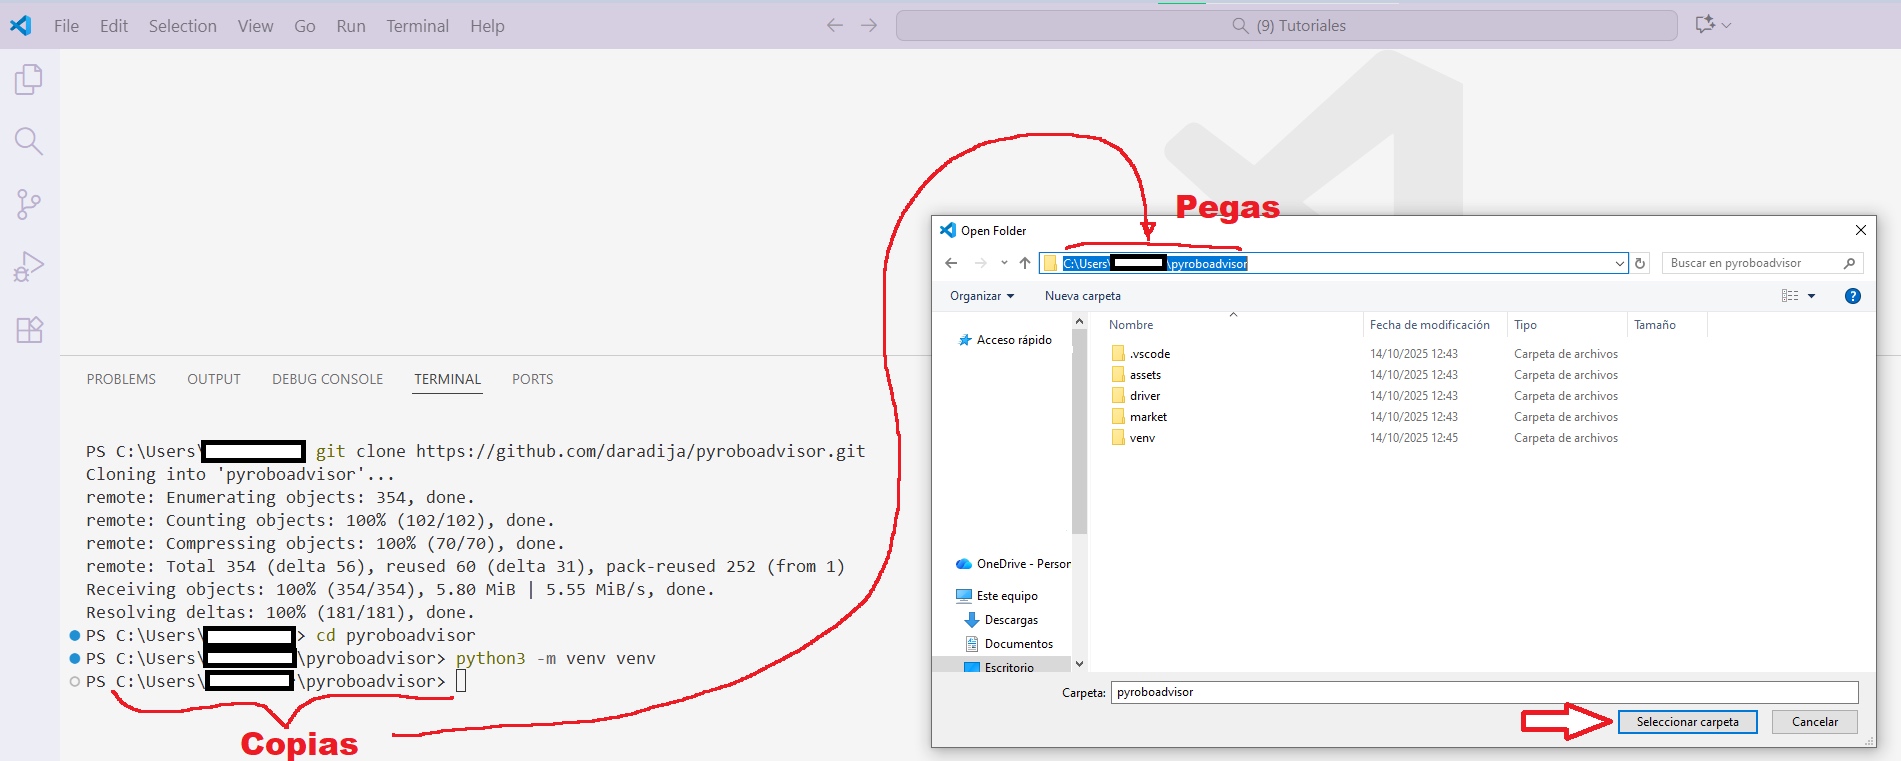 File Edit Selection View Go Run Terminal Help
(9) Tutoriales
Pegas
Open Folder
C:\Users\ \pyroboadvisor
Buscar en pyroboadvisor
Organizar Nueva carpeta
?
Nombre Fecha de modificación Tipo Tamaño
Acceso rápido
.vscode 14/10/2025 12:43 Carpeta de archivos
assets 14/10/2025 12:43 Carpeta de archivos
driver 14/10/2025 12:43 Carpeta de archivos
market 14/10/2025 12:43 Carpeta de archivos
venv 14/10/2025 12:45 Carpeta de archivos
OneDrive - Person
Este equipo
Descargas
Documentos
Escritorio
Carpeta: pyroboadvisor
Seleccionar carpeta Cancelar
PROBLEMS OUTPUT DEBUG CONSOLE TERMINAL PORTS
PS C:\Users\ git clone https://github.com/daradija/pyroboadvisor.git
Cloning into 'pyroboadvisor'...
remote: Enumerating objects: 354, done.
remote: Counting objects: 100% (102/102), done.
remote: Compressing objects: 100% (70/70), done.
remote: Total 354 (delta 56), reused 60 (delta 31), pack-reused 252 (from 1)
Receiving objects: 100% (354/354), 5.80 MiB | 5.55 MiB/s, done.
Resolving deltas: 100% (181/181), done.
PS C:\Users\ > cd pyroboadvisor
PS C:\Users\ \pyroboadvisor> python3 -m venv venv
PS C:\Users\ \pyroboadvisor>
Copias